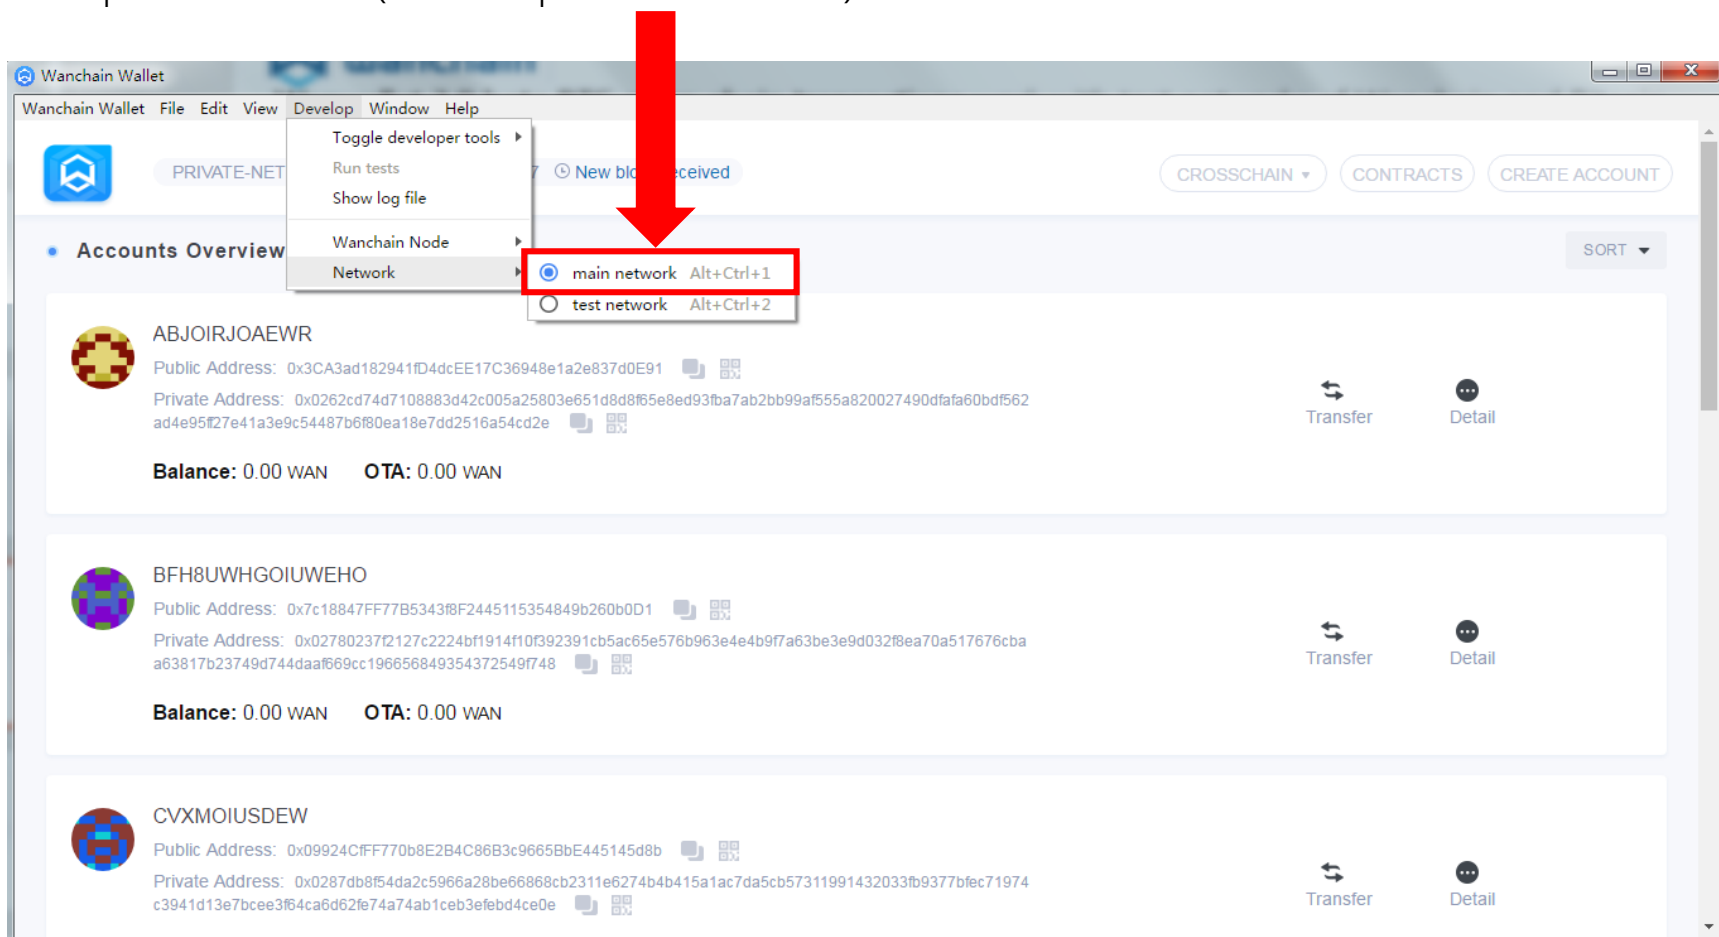 Wanchain Wallet
Wanchain Wallet File Edit View Develop Window Help
Toggle developer tools
Run tests
Show log file
Wanchain Node
Network
main network Alt+Ctrl+1
test network Alt+Ctrl+2
PRIVATE-NET 7 New received
CROSSCHAIN CONTRACTS CREATE ACCOUNT
Accounts Overview
SORT
ABJOIRJOAEWR
Public Address: 0x3CA3ad182941fD4dcEE17C36948e1a2e837d0E91
Private Address: 0x0262cd74d7108883d42c005a25803e651d8d8f65e8ed93fba7ab2bb99af555a820027490dfafa60bdf562
ad4e95ff27e41a3e9c54487b6f80ea18e7dd2516a54cd2e
Transfer Detail
Balance: 0.00 WAN OTA: 0.00 WAN
BFH8UWHGOIUWEHO
Public Address: 0x7c18847FF77B5343f8F2445115354849b260b0D1
Private Address: 0x02780237f2127c2224bf1914f10f392391cb5ac65e576b963e4e4b9f7a63be3e9d032f8ea70a517676cba
a63817b23749d744daaf669cc196656849354372549f748
Transfer Detail
Balance: 0.00 WAN OTA: 0.00 WAN
CVXMOIUSDEW
Public Address: 0x09924CfFF770b8E2B4C86B3c9665BbE445145d8b
Private Address: 0x0287db8f54da2c5966a28be66868cb2311e6274b4b415a1ac7da5cb57311991432033fb9377bfec71974
c3941d13e7bcee3f64ca6d62fe74a74ab1ceb3efebd4ce0e
Transfer Detail